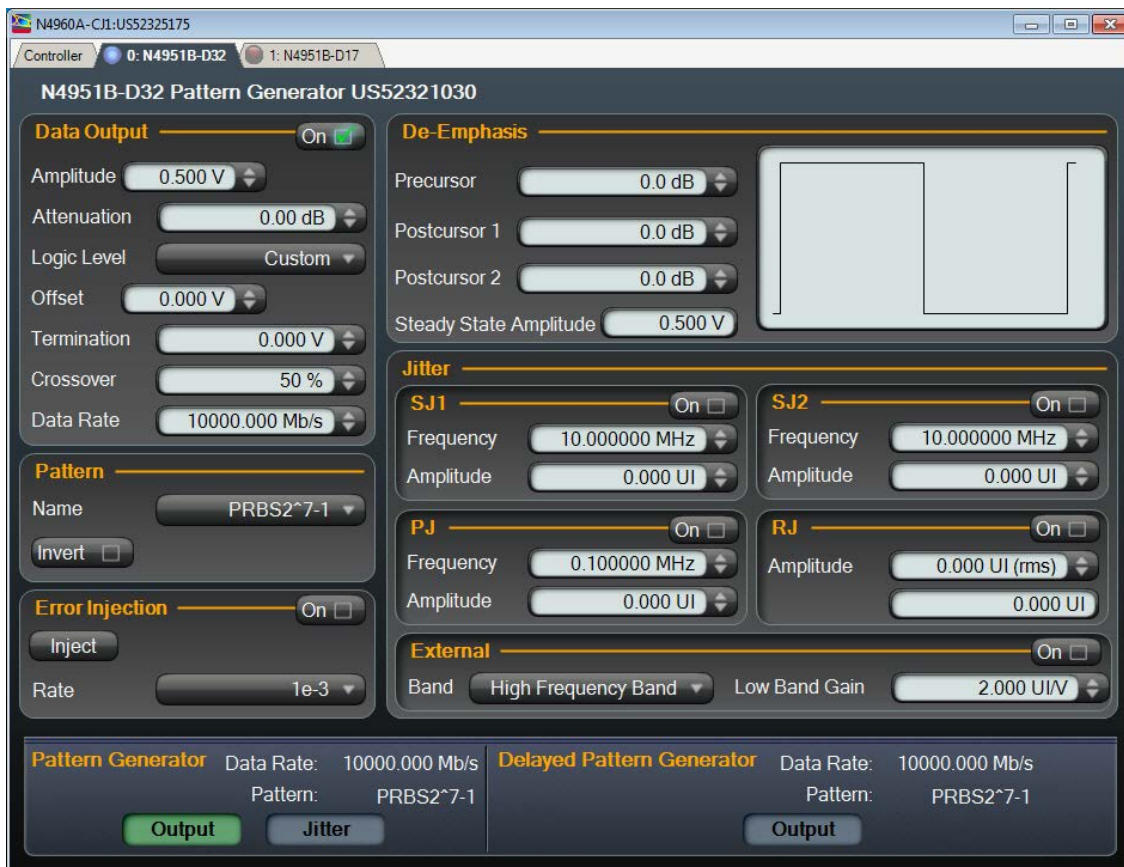 N4960A-CJ1:US52325175
Controller 0: N4951B-D32 1: N4951B-D17
N4951B-D32 Pattern Generator US52321030
Data Output On
Amplitude 0.500 V
Attenuation 0.00 dB
Logic Level Custom
Offset 0.000 V
Termination 0.000 V
Crossover 50 %
Data Rate 10000.000 Mb/s
Pattern
Name PRBS2^7-1
Invert
Error Injection On
Inject
Rate 1e-3
De-Emphasis
Precursor 0.0 dB
Postcursor 1 0.0 dB
Postcursor 2 0.0 dB
Steady State Amplitude 0.500 V
Jitter
SJ1 On
Frequency 10.000000 MHz
Amplitude 0.000 UI
SJ2 On
Frequency 10.000000 MHz
Amplitude 0.000 UI
PJ On
Frequency 0.100000 MHz
Amplitude 0.000 UI
RJ On
Amplitude 0.000 UI (rms)
0.000 UI
External On
Band High Frequency Band Low Band Gain 2.000 UI/V
Pattern Generator Data Rate: 10000.000 Mb/s
Pattern: PRBS2^7-1
Output Jitter
Delayed Pattern Generator Data Rate: 10000.000 Mb/s
Pattern: PRBS2^7-1
Output